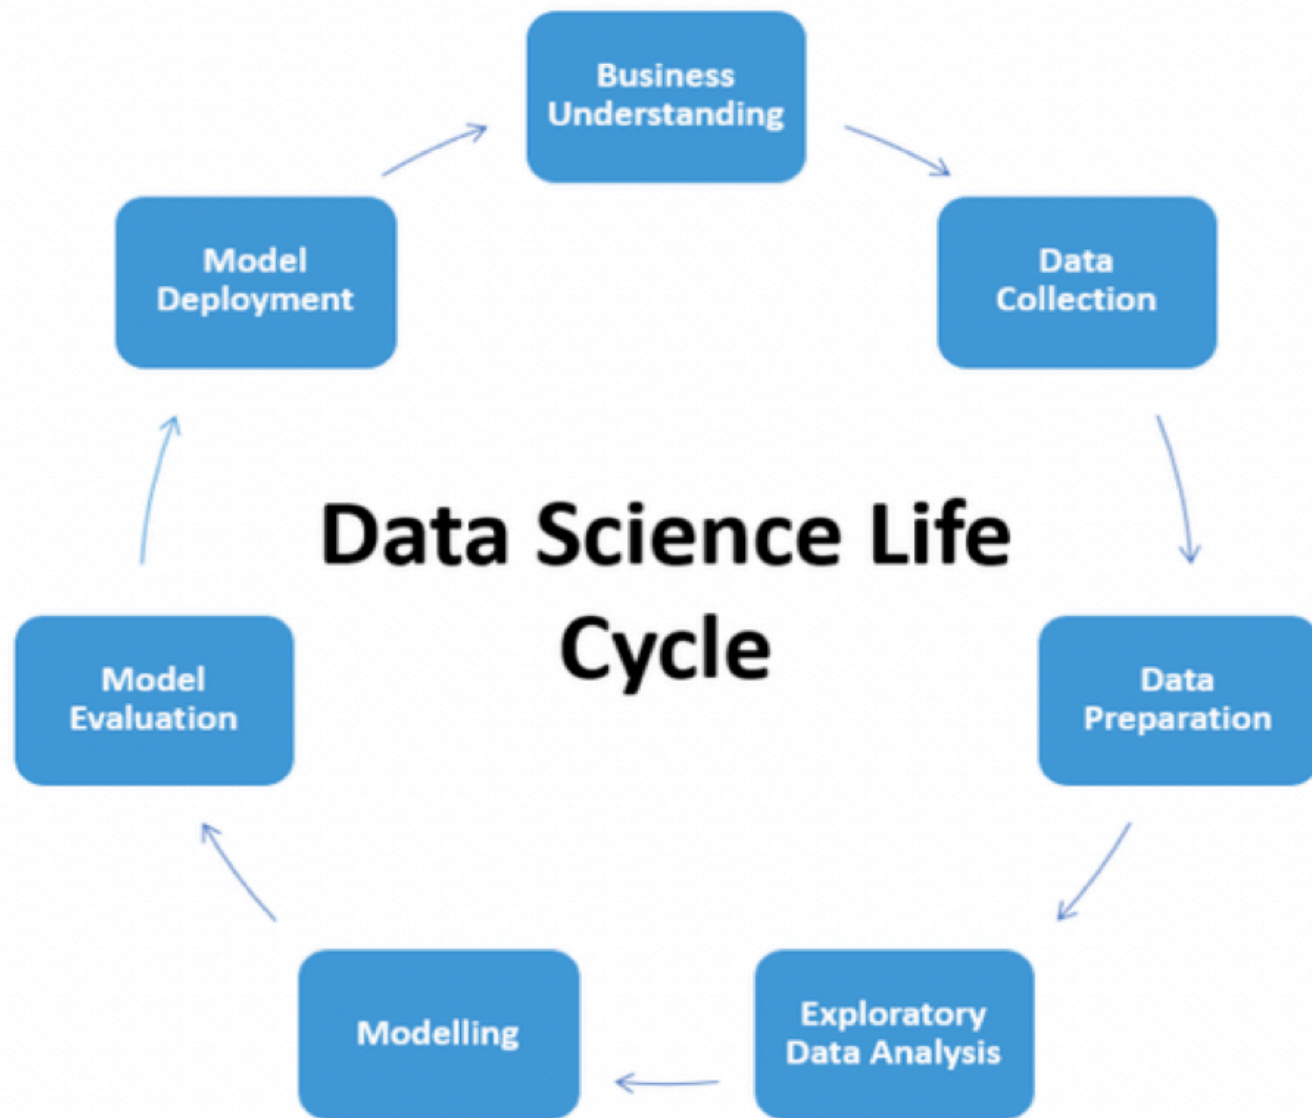 Business
Understanding
Data
Collection
Data
Preparation
Exploratory
Data Analysis
Modelling
Model
Evaluation
Model
Deployment
Data Science Life
Cycle